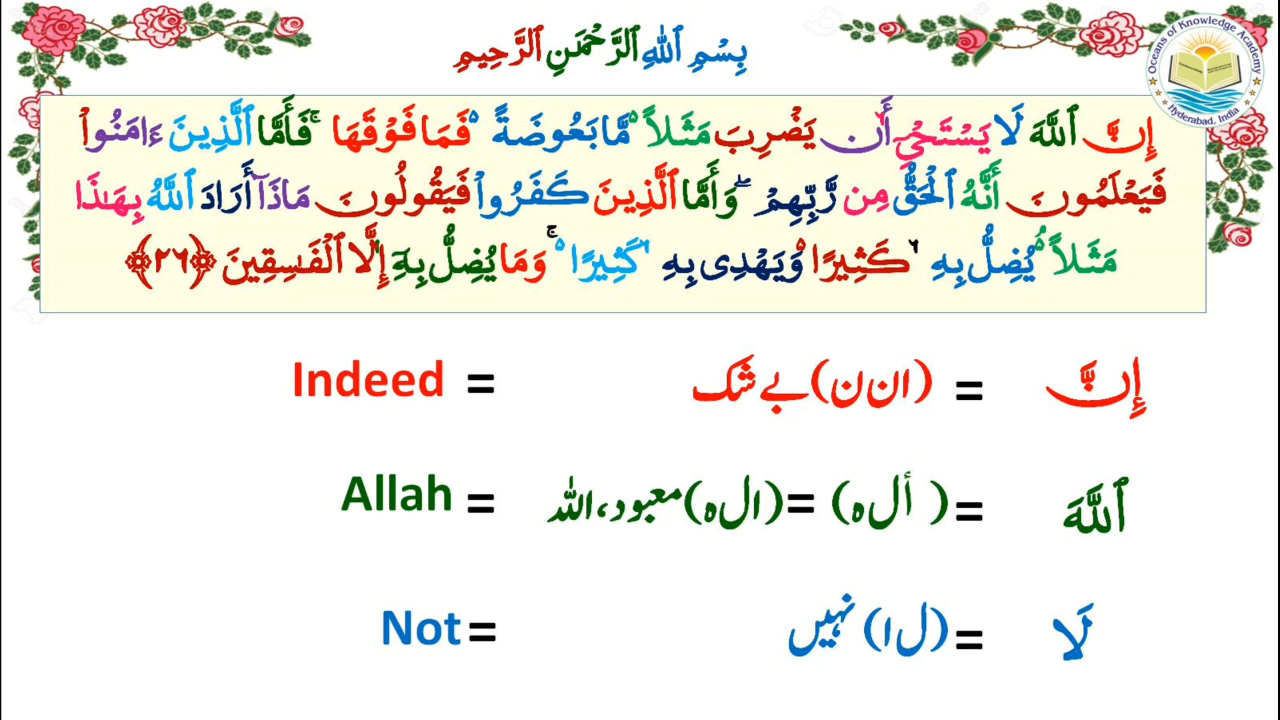 بِسْمِ ٱللَّهِ ٱلرَّحْمَـٰنِ ٱلرَّحِيمِ
Oceans of Knowledge Academy
Hyderabad, India
إِنَّ ٱللَّهَ لَا يَسْتَحْىِۦٓ أَن يَضْرِبَ مَثَلاً مَّا بَعُوضَةً فَمَا فَوْقَهَا ۚ فَأَمَّا ٱلَّذِينَ ءَامَنُوا۟
فَيَعْلَمُونَ أَنَّهُ ٱلْحَقُّ مِن رَّبِّهِمْ ۖ وَأَمَّا ٱلَّذِينَ كَفَرُوا۟ فَيَقُولُونَ مَاذَآ أَرَادَ ٱللَّهُ بِهَـٰذَا
مَثَلاً ۘ يُضِلُّ بِهِۦ كَثِيرًا وَيَهْدِى بِهِۦ كَثِيرًا ۚ وَمَا يُضِلُّ بِهِۦٓ إِلَّا ٱلْفَـٰسِقِينَ ﴿٢٦﴾
إِنَّ = (ا ن ن) بے شک = Indeed
ٱللَّهَ = (أ ل ه) = (ا ل ه) معبود، اللہ = Allah
لَا = (ل ا) نہیں = Not